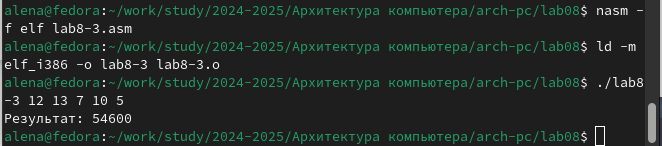 alena@fedora:~/work/study/2024-2025/Архитектура компьютера/arch-pc/lab08$ nasm -
f elf lab8-3.asm
alena@fedora:~/work/study/2024-2025/Архитектура компьютера/arch-pc/lab08$ ld -m
elf_i386 -o lab8-3 lab8-3.o
alena@fedora:~/work/study/2024-2025/Архитектура компьютера/arch-pc/lab08$ ./lab8
-3 12 13 7 10 5
Результат: 54600
alena@fedora:~/work/study/2024-2025/Архитектура компьютера/arch-pc/lab08$